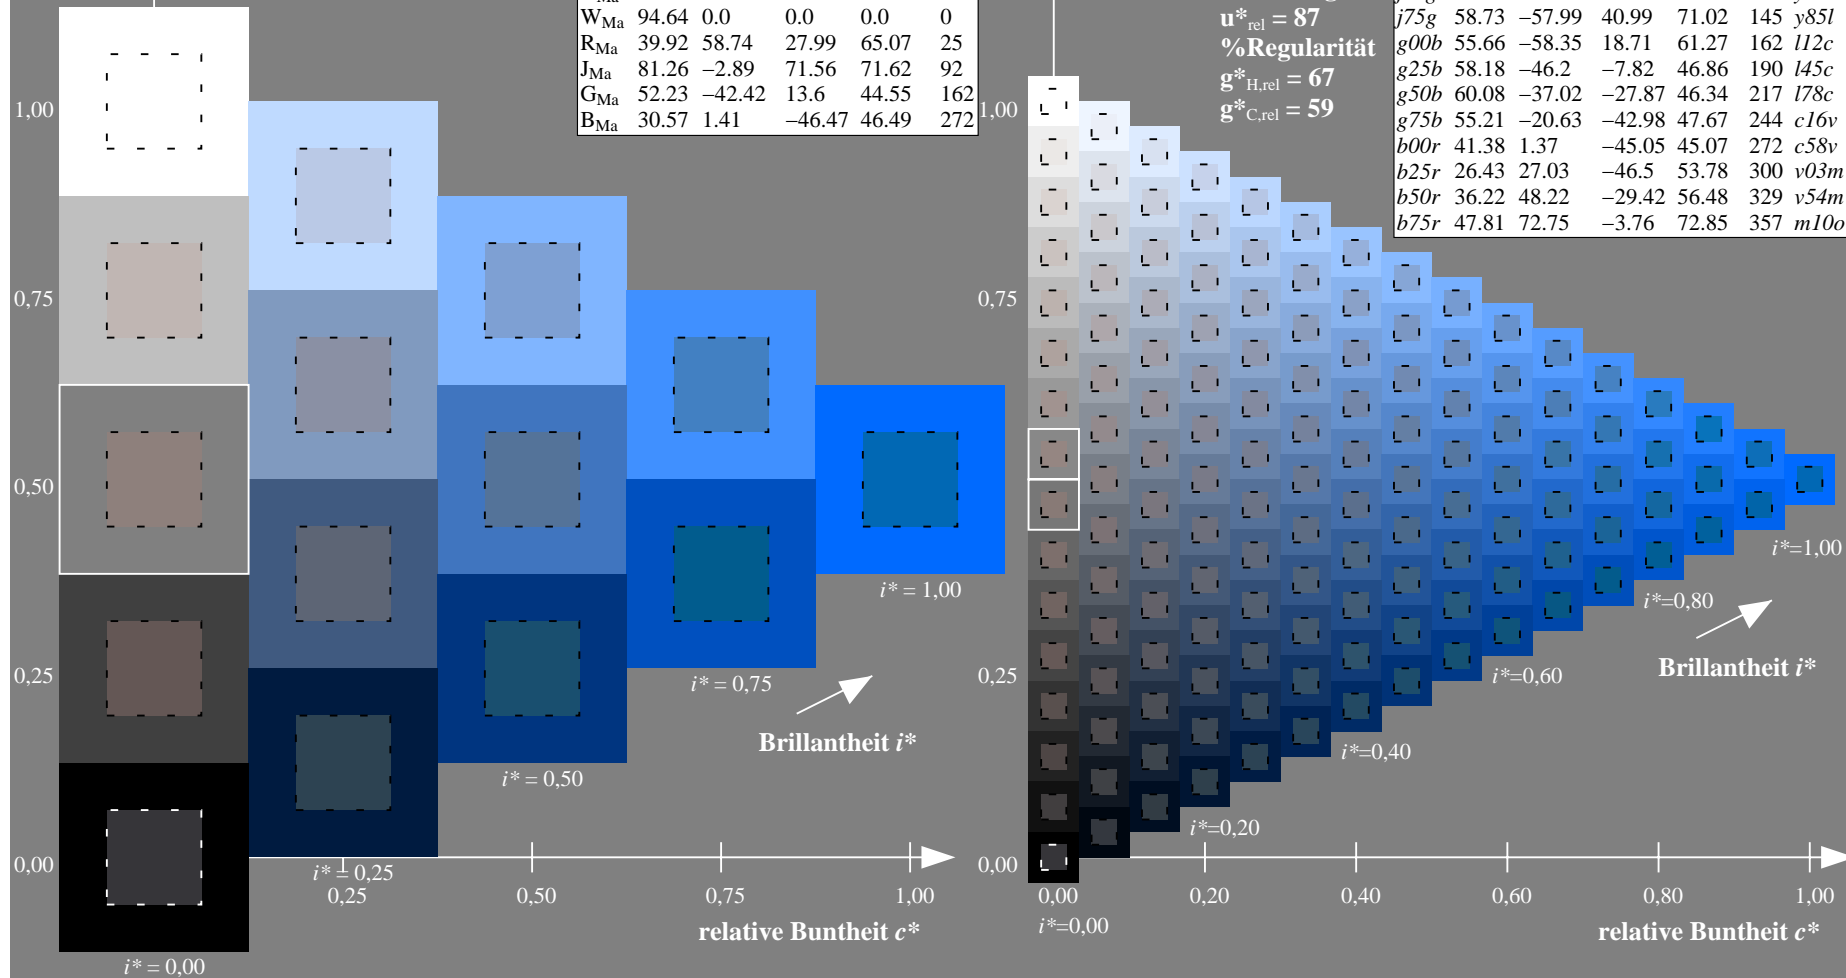 W_Ma 94.64 0.0 0.0 0.0 0
R_Ma 39.92 58.74 27.99 65.07 25
J_Ma 81.26 −2.89 71.56 71.62 92
G_Ma 52.23 −42.42 13.6 44.55 162
B_Ma 30.57 1.41 −46.47 46.49 272
u*_rel = 87
%Regularität
g*_H,rel = 67
g*_C,rel = 59
j75g 58.73 −57.99 40.99 71.02 145 y85l
g00b 55.66 −58.35 18.71 61.27 162 l12c
g25b 58.18 −46.2 −7.82 46.86 190 l45c
g50b 60.08 −37.02 −27.87 46.34 217 l78c
g75b 55.21 −20.63 −42.98 47.67 244 c16v
b00r 41.38 1.37 −45.05 45.07 272 c58v
b25r 26.43 27.03 −46.5 53.78 300 v03m
b50r 36.22 48.22 −29.42 56.48 329 v54m
b75r 47.81 72.75 −3.76 72.85 357 m10o
1,00
0,75
0,50
0,25
0,00
i* = 1,00
i* = 0,75
i* = 0,50
i* = 0,25
i* = 0,00
Brillantheit i*
0,25 0,50 0,75 1,00
relative Buntheit c*
1,00
0,75
0,25
0,00
i*=1,00
i*=0,80
i*=0,60
i*=0,40
i*=0,20
i*=0,00
Brillantheit i*
0,00 0,20 0,40 0,60 0,80 1,00
relative Buntheit c*